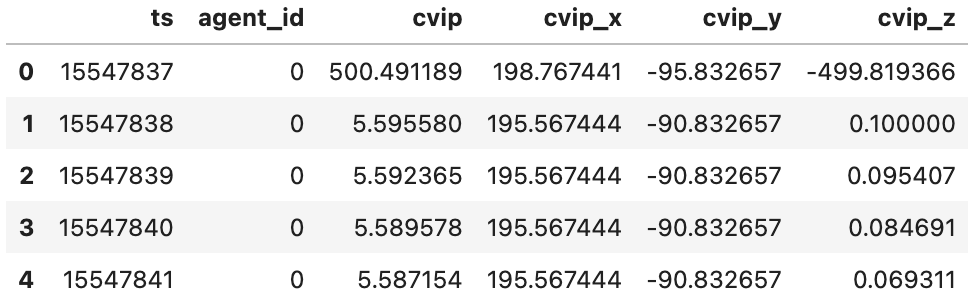 ts agent_id cvip cvip_x cvip_y cvip_z
0 15547837 0 500.491189 198.767441 -95.832657 -499.819366
1 15547838 0 5.595580 195.567444 -90.832657 0.100000
2 15547839 0 5.592365 195.567444 -90.832657 0.095407
3 15547840 0 5.589578 195.567444 -90.832657 0.084691
4 15547841 0 5.587154 195.567444 -90.832657 0.069311